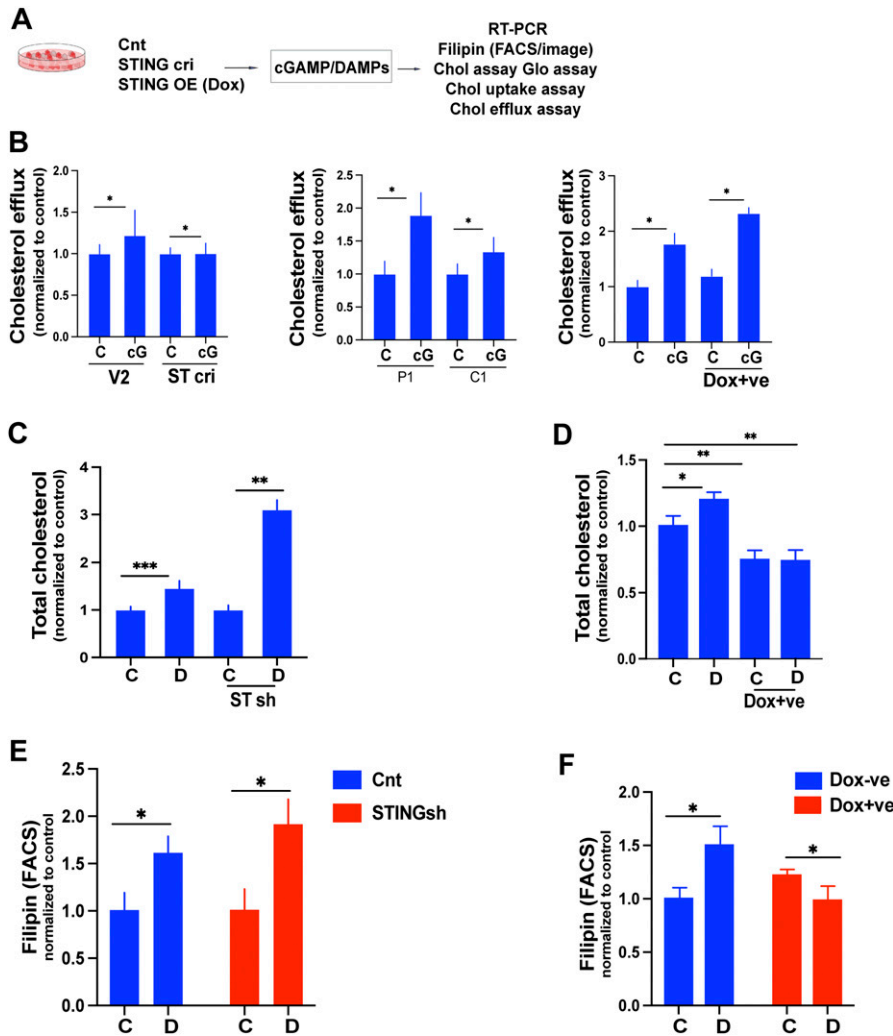 A
Cnt
STING cri
STING OE (Dox)
cGAMP/DAMPs
RT-PCR
Filipin (FACS/image)
Chol assay Glo assay
Chol uptake assay
Chol efflux assay
B
Cholesterol efflux
(normalized to control)
2.0
1.5
1.0
0.5
0.0
*
*
C cG C cG
V2 ST cri
Cholesterol efflux
(normalized to control)
2.5
2.0
1.5
1.0
0.5
0.0
*
*
C cG C cG
P1 C1
Cholesterol efflux
(normalized to control)
3
2
1
0
*
*
C cG C cG
Dox+ve
C
Total cholesterol
(normalized to control)
4
3
2
1
0
***
**
C D C D
ST sh
D
Total cholesterol
(normalized to control)
1.5
1.0
0.5
0.0
**
**
*
C D C D
Dox+ve
E
Filipin (FACS)
normalized to control
2.5
2.0
1.5
1.0
0.5
0.0
*
*
C D C D
Cnt
STINGsh
F
Filipin (FACS)
normalized to control
2.0
1.5
1.0
0.5
0.0
*
*
C D C D
Dox-ve
Dox+ve